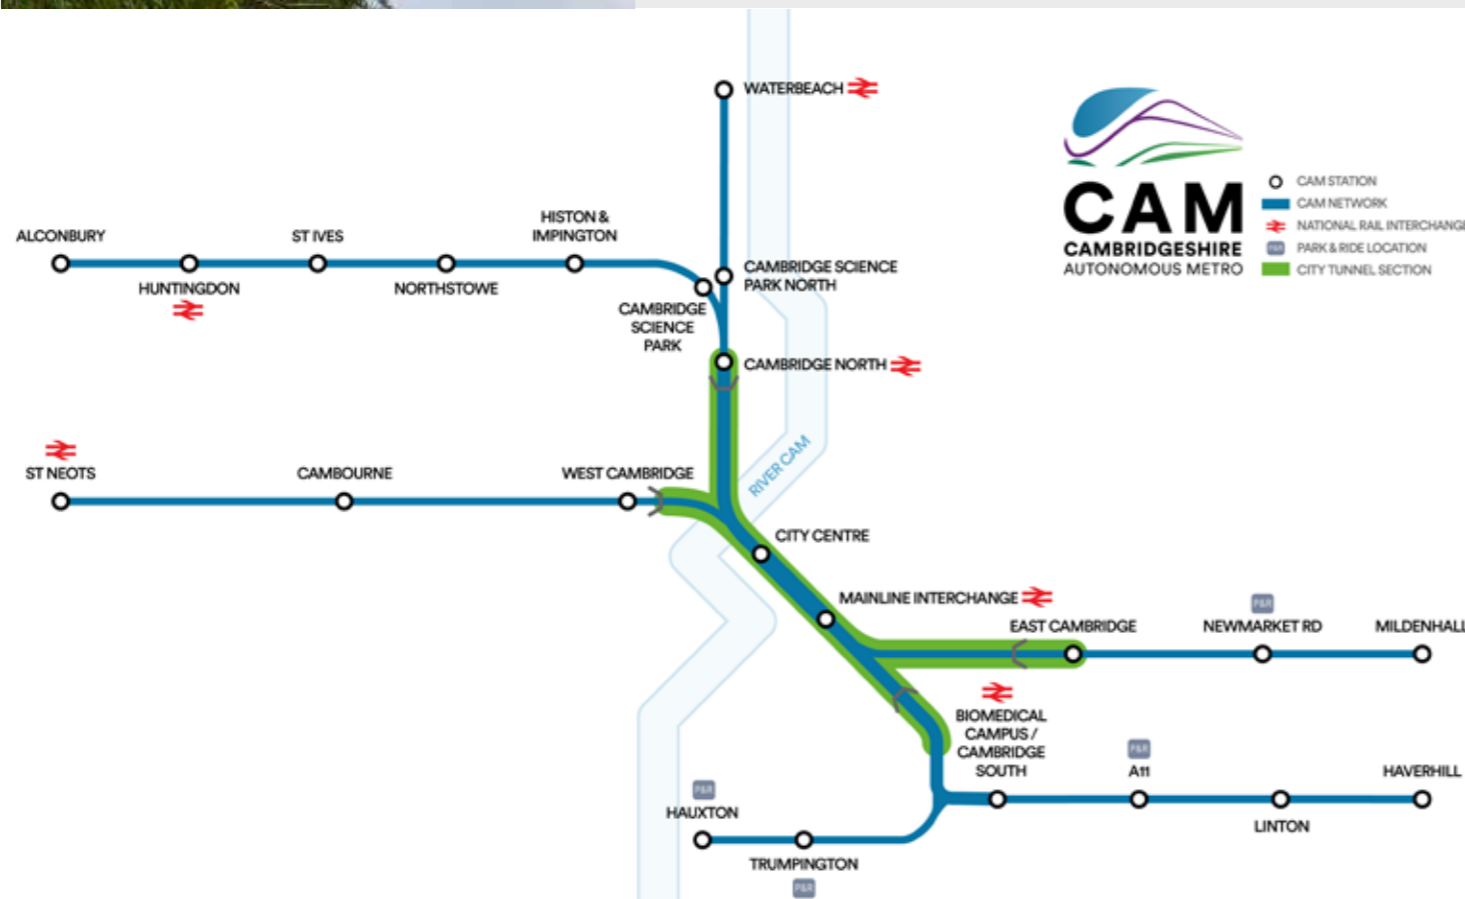 WATERBEACH
CAM
CAMBRIDGESHIRE
AUTONOMOUS METRO
CAM STATION
CAM NETWORK
NATIONAL RAIL INTERCHANGE
P&R PARK & RIDE LOCATION
CITY TUNNEL SECTION
ALCONBURY
HUNTINGDON
ST IVES
NORTHSTOWE
HISTON &
IMPINGTON
CAMBRIDGE
SCIENCE
PARK
CAMBRIDGE SCIENCE
PARK NORTH
CAMBRIDGE NORTH
RIVER CAM
ST NEOTS
CAMBOURNE
WEST CAMBRIDGE
CITY CENTRE
MAINLINE INTERCHANGE
EAST CAMBRIDGE
P&R
NEWMARKET RD
MILDENHALL
BIOMEDICAL
CAMPUS /
CAMBRIDGE
SOUTH
P&R
A11
LINTON
HAVERHILL
P&R
HAUXTON
TRUMPINGTON
P&R